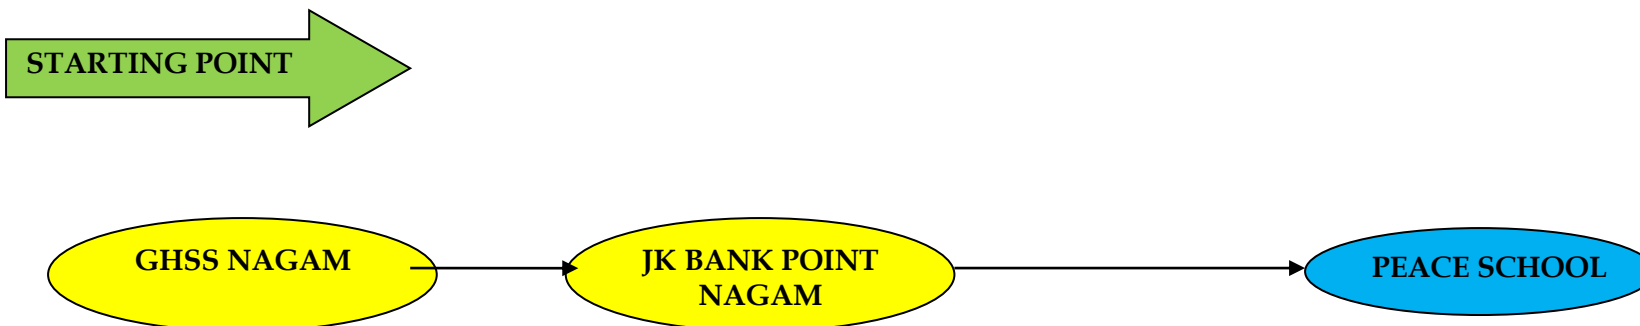 STARTING POINT
GHSS NAGAM
JK BANK POINT
NAGAM
PEACE SCHOOL